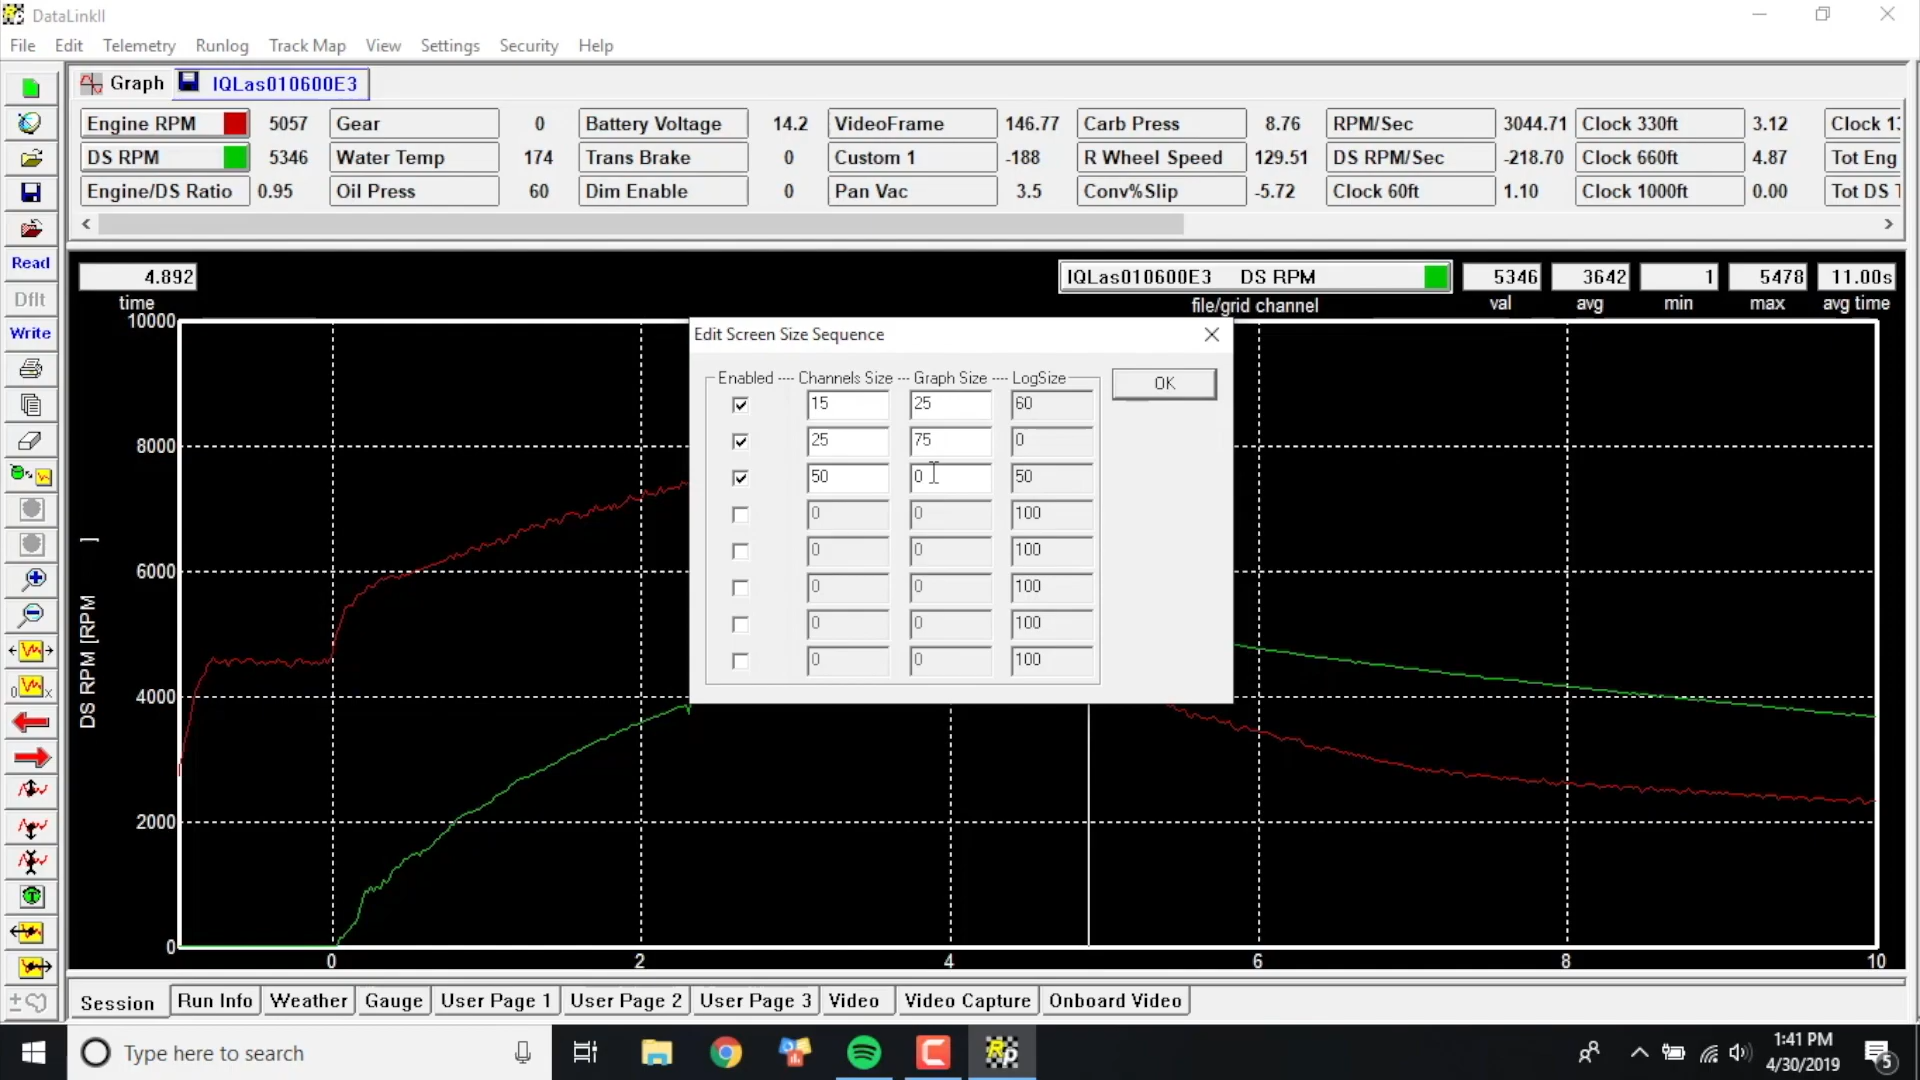 DataLinkII
File Edit Telemetry Runlog Track Map View Settings Security Help
Graph IQLas010600E3
Engine RPM 5057 Gear 0 Battery Voltage 14.2 VideoFrame 146.77 Carb Press 8.76 RPM/Sec 3044.71 Clock 330ft 3.12
DS RPM 5346 Water Temp 174 Trans Brake 0 Custom 1 -188 R Wheel Speed 129.51 DS RPM/Sec -218.70 Clock 660ft 4.87 Tot Eng
Engine/DS Ratio 0.95 Oil Press 60 Dim Enable 0 Pan Vac 3.5 Conv%Slip -5.72 Clock 60ft 1.10 Clock 1000ft 0.00 Tot DS
Read
Dflt
Write
4.892 IQLas010600E3 DS RPM 5346 3642 1 5478 11.00s
time file/grid channel val avg min max avg time
Edit Screen Size Sequence
Enabled ---- Channels Size --- Graph Size ---- LogSize
OK
15 25 60
25 75 0
50 0 50
0 0 100
0 0 100
0 0 100
0 0 100
0 0 100
DS RPM [RPM ]
10000
8000
6000
4000
2000
0
0 2 4 6 8 10
Session Run Info Weather Gauge User Page 1 User Page 2 User Page 3 Video Video Capture Onboard Video
Type here to search
1:41 PM
4/30/2019
5